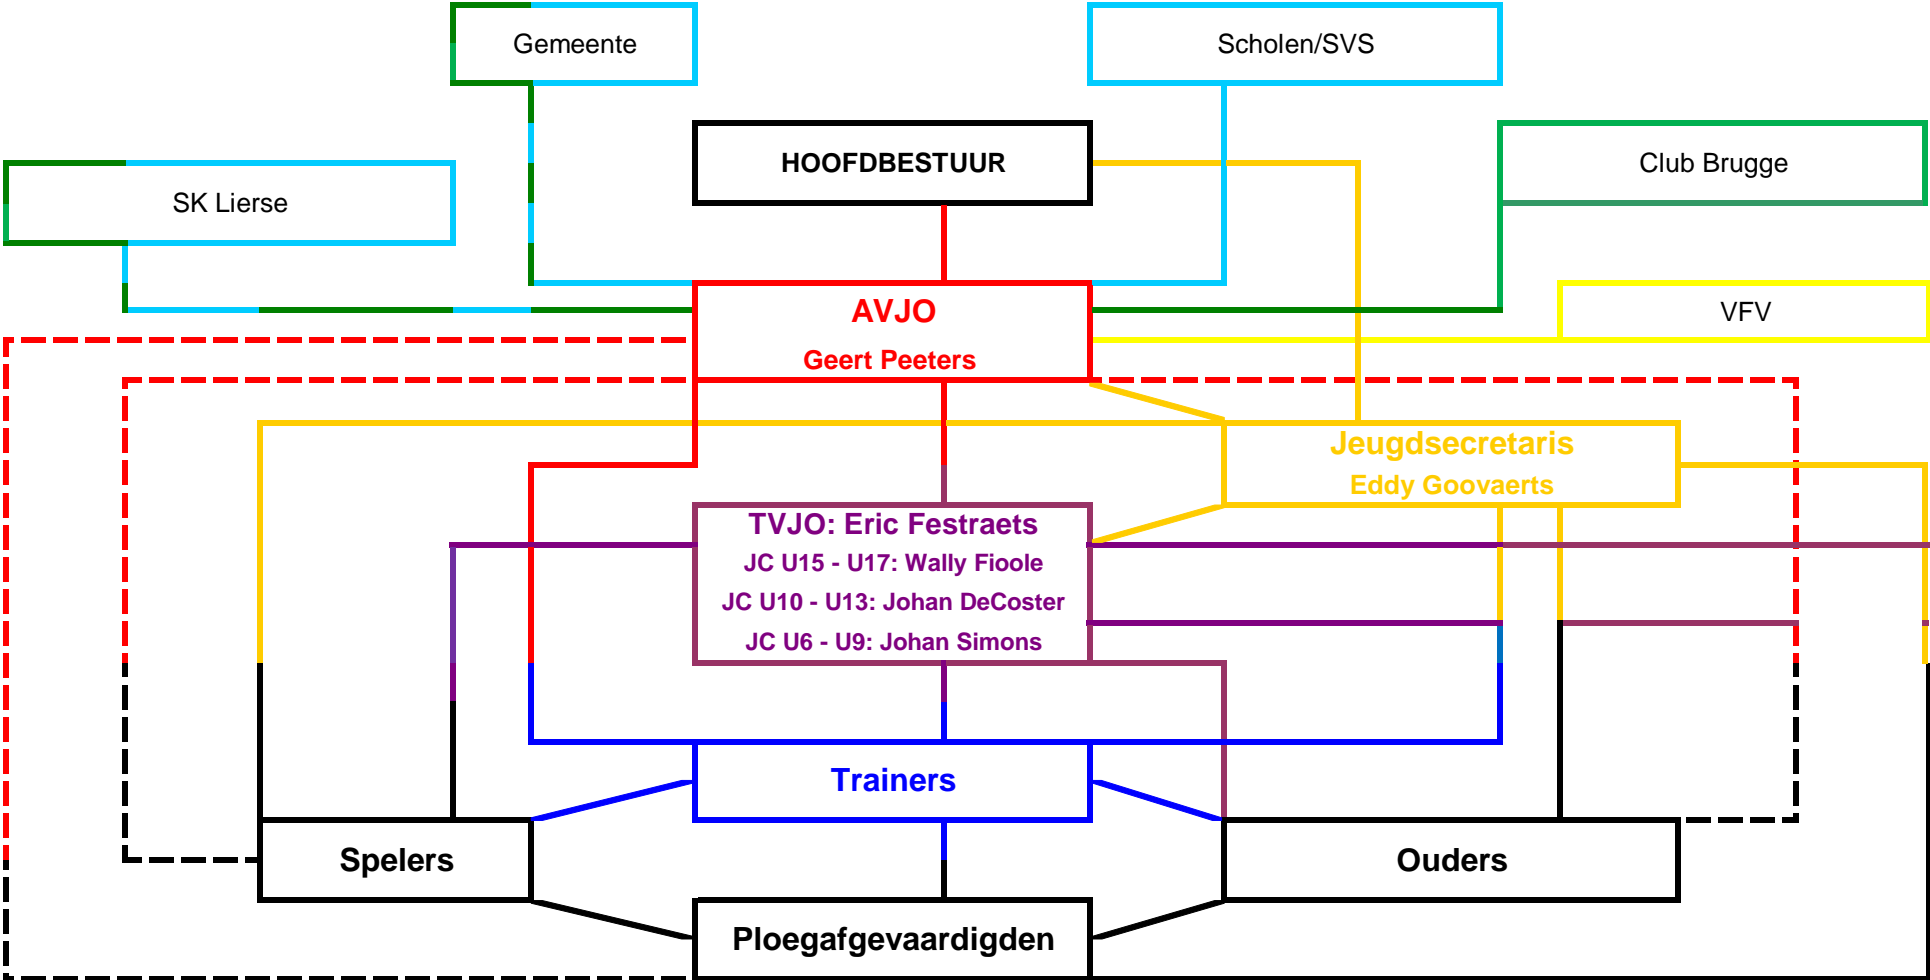 Gemeente
Scholen/SVS
HOOFDBESTUUR
Club Brugge
SK Lierse
AVJO
Geert Peeters
VFV
Jeugdsecretaris
Eddy Goovaerts
TVJO: Eric Festraets
JC U15 - U17: Wally Fioole
JC U10 - U13: Johan DeCoster
JC U6 - U9: Johan Simons
Trainers
Spelers
Ouders
Ploegafgevaardigden